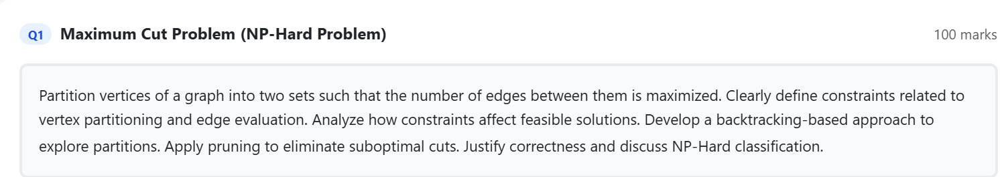 Q1 Maximum Cut Problem (NP-Hard Problem) 100 marks
Partition vertices of a graph into two sets such that the number of edges between them is maximized. Clearly define constraints related to
vertex partitioning and edge evaluation. Analyze how constraints affect feasible solutions. Develop a backtracking-based approach to
explore partitions. Apply pruning to eliminate suboptimal cuts. Justify correctness and discuss NP-Hard classification.